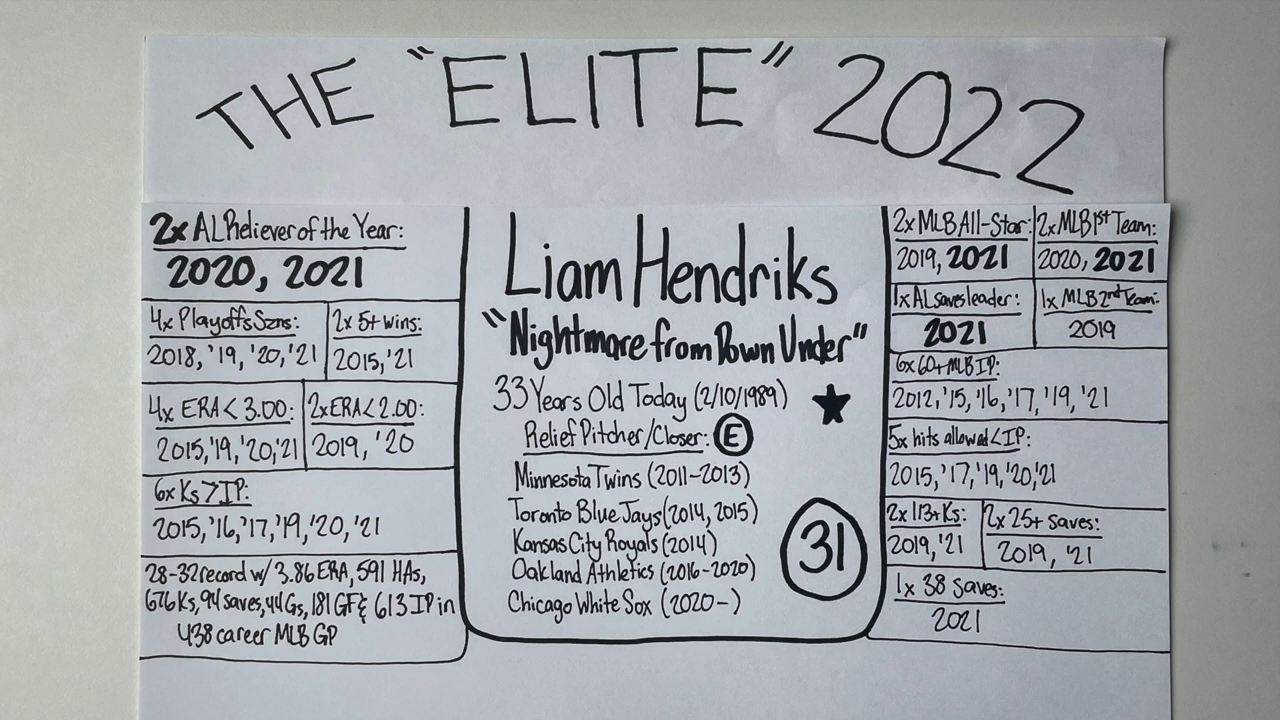 THE "ELITE" 2022
2x AL Reliever of the Year:
2020, 2021
4x Playoffs Szns:
2018, '19, '20, '21
2x 5+ wins:
2015, '21
4x ERA < 3.00:
2015, '19, '20, '21
2x ERA < 2.00:
2019, '20
6x Ks > IP:
2015, '16, '17, '19, '20, '21
28-32 record w/ 3.86 ERA, 591 HAs,
676 Ks, 94 saves, 44 Gs, 181 GF & 613 IP in
438 career MLB GP
Liam Hendriks
"Nightmare from Down Under"
33 Years Old Today (2/10/1989)
Relief Pitcher/Closer: E
Minnesota Twins (2011-2013)
Toronto Blue Jays (2014, 2015)
Kansas City Royals (2014)
Oakland Athletics (2016-2020)
Chicago White Sox (2020-)
31
2x MLB All-Star:
2019, 2021
2x MLB 1st Team:
2020, 2021
1x AL saves leader:
2021
1x MLB 2nd Team:
2019
6x 60+ MLB IP:
2012, '15, '16, '17, '19, '21
5x hits allowed < IP:
2015, '17, '19, '20, '21
2x 113+ Ks:
2019, '21
2x 25+ saves:
2019, '21
1x 38 saves:
2021